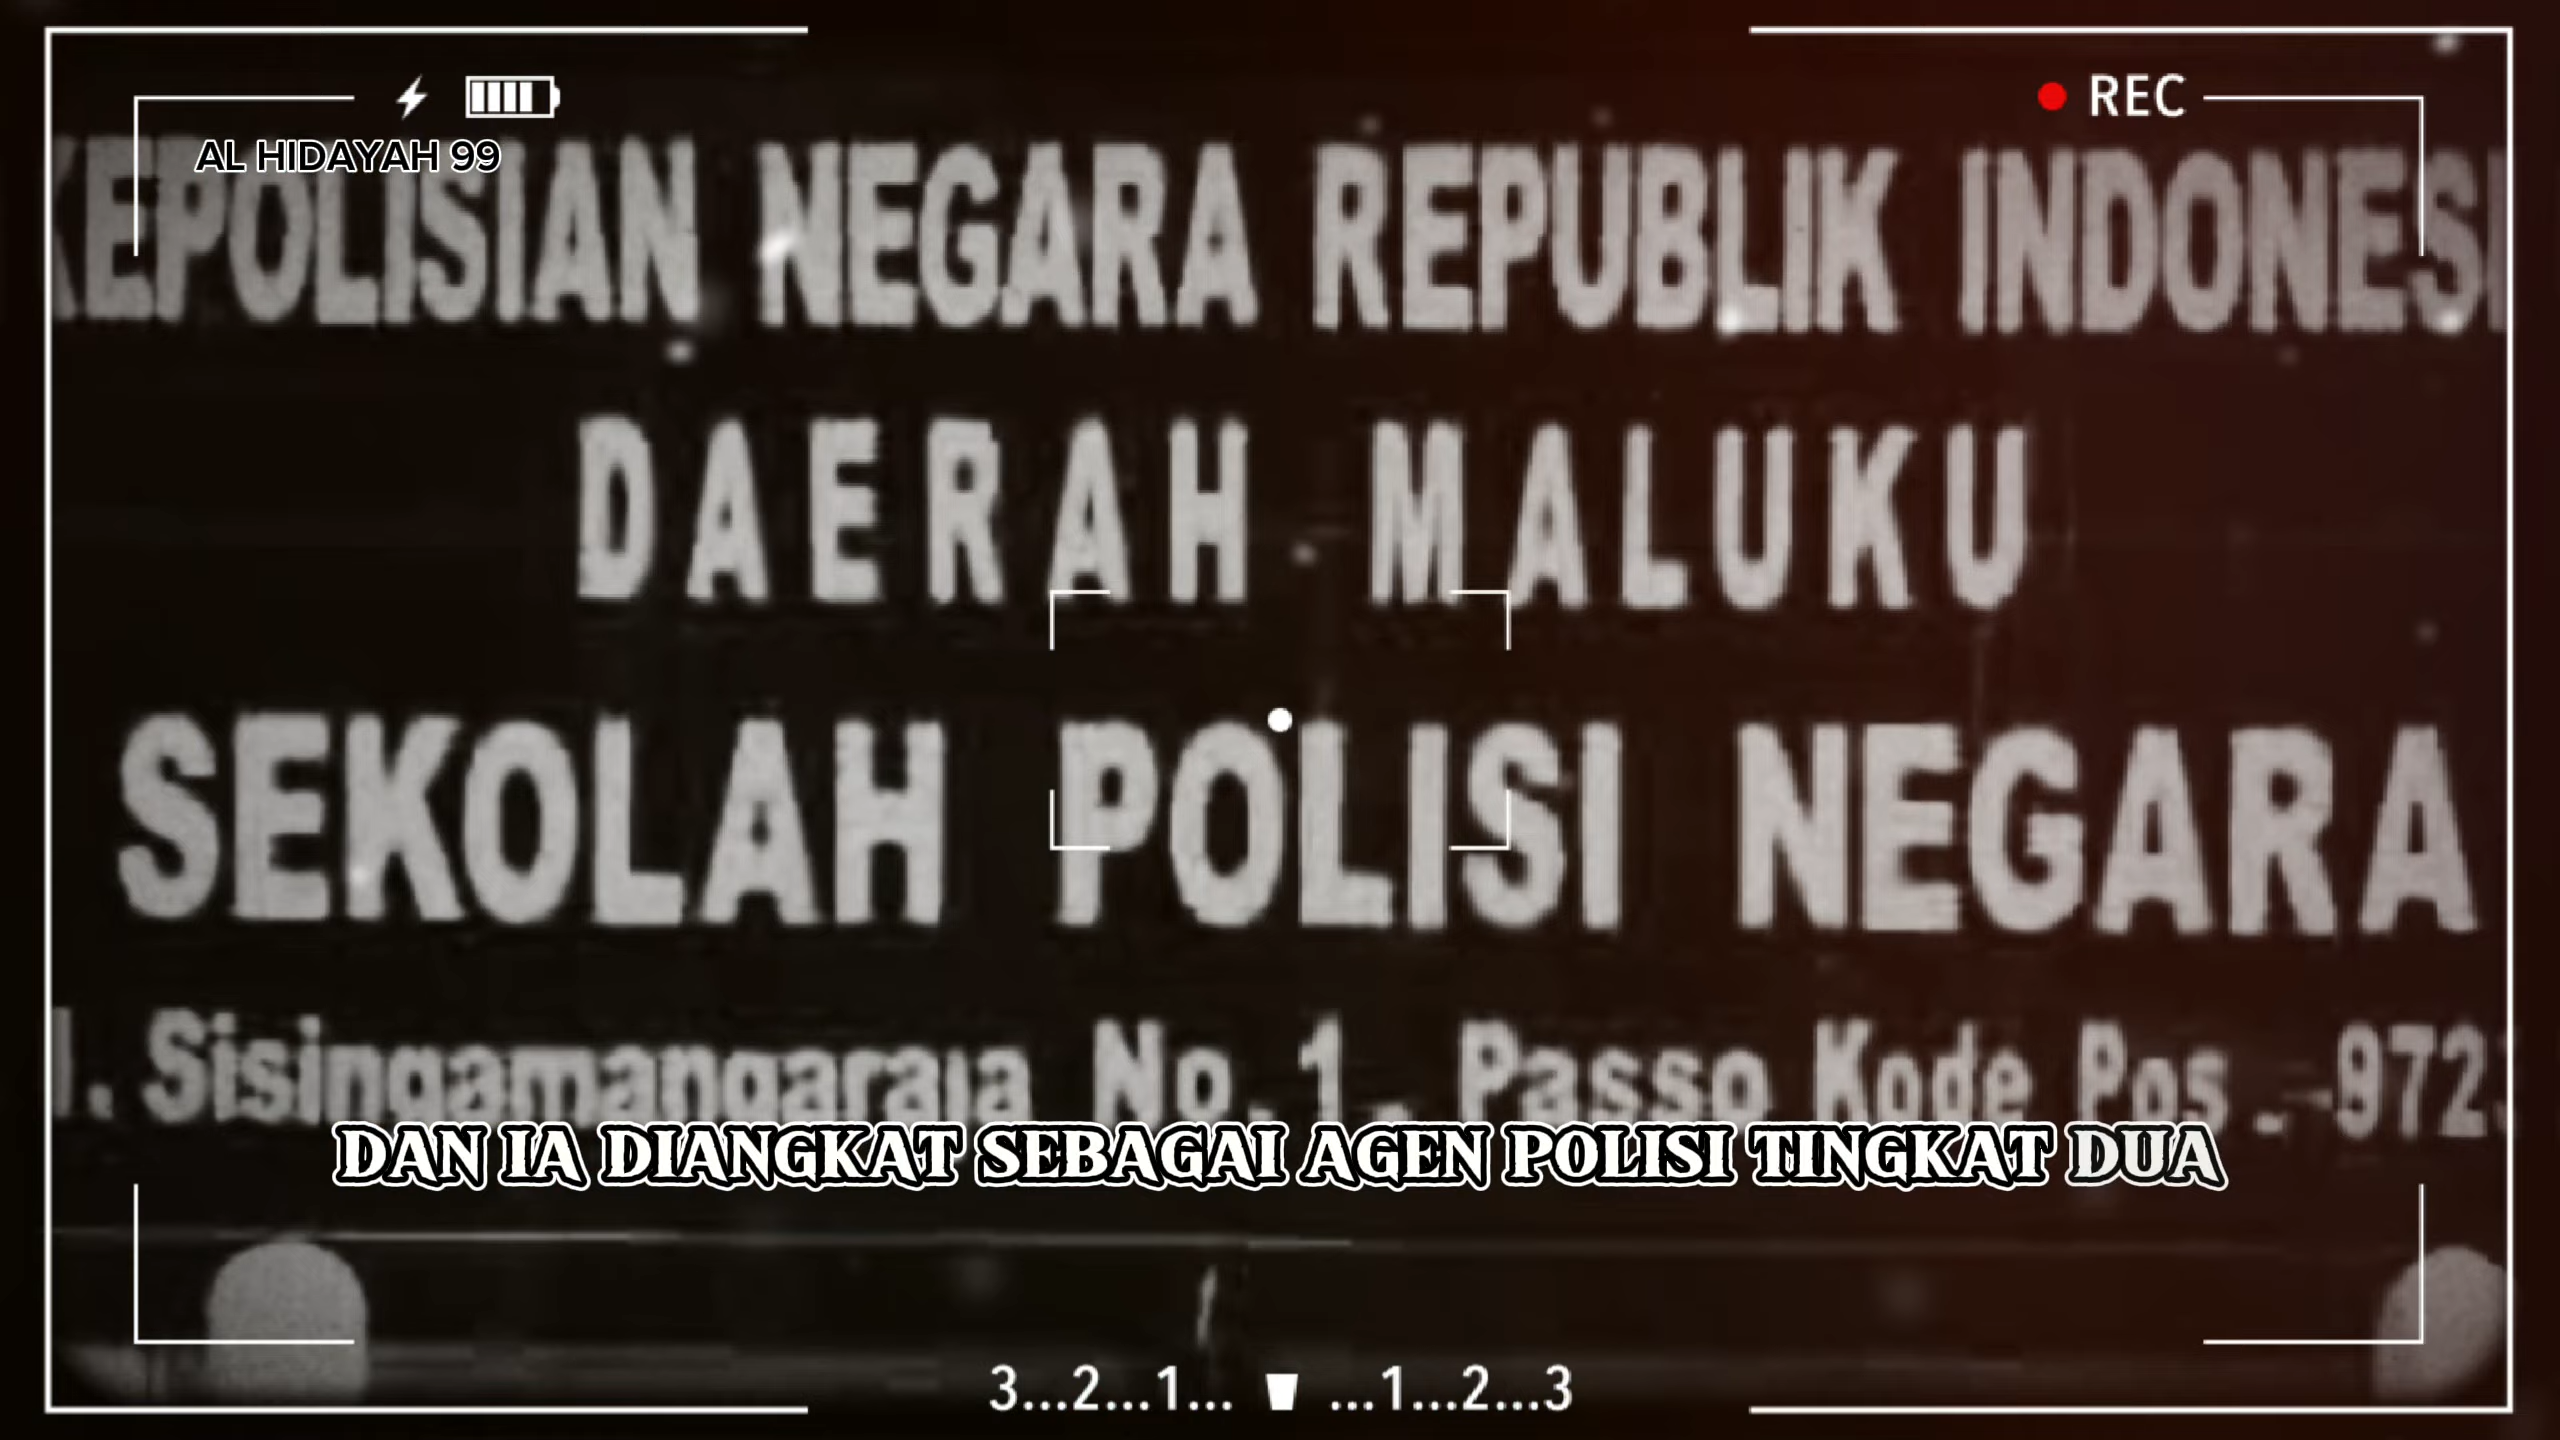 REC
AL HIDAYAH 99
KEPOLISIAN NEGARA REPUBLIK INDONESI
DAERAH MALUKU
SEKOLAH POLISI NEGARA
l. Sisingamangaraja No. 1. Passo Kode Pos - 972
DAN IA DIANGKAT SEBAGAI AGEN POLISI TINGKAT DUA
3...2...1... ...1...2...3